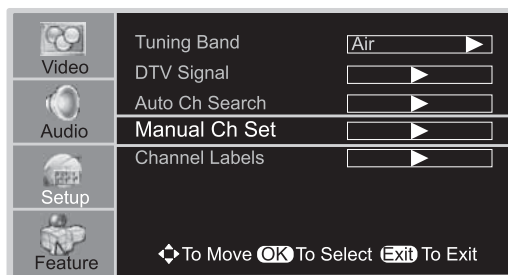 Video
Audio
Setup
Feature
Tuning Band Air
DTV Signal
Auto Ch Search
Manual Ch Set
Channel Labels
To Move OK To Select Exit To Exit